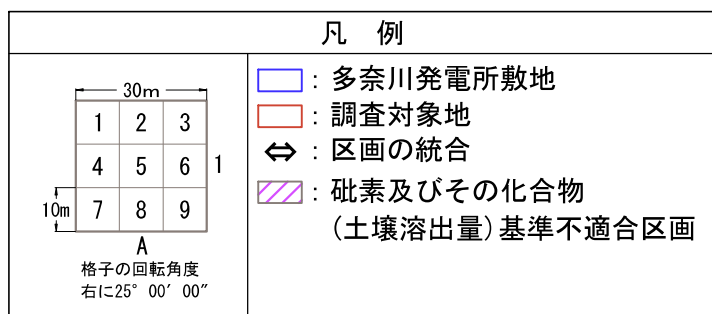 凡 例
30m
1 2 3
4 5 6 1
7 8 9
10m
A
格子の回転角度
右に25° 00′ 00″
: 多奈川発電所敷地
: 調査対象地
⇔ : 区画の統合
: 砒素及びその化合物
(土壌溶出量)基準不適合区画